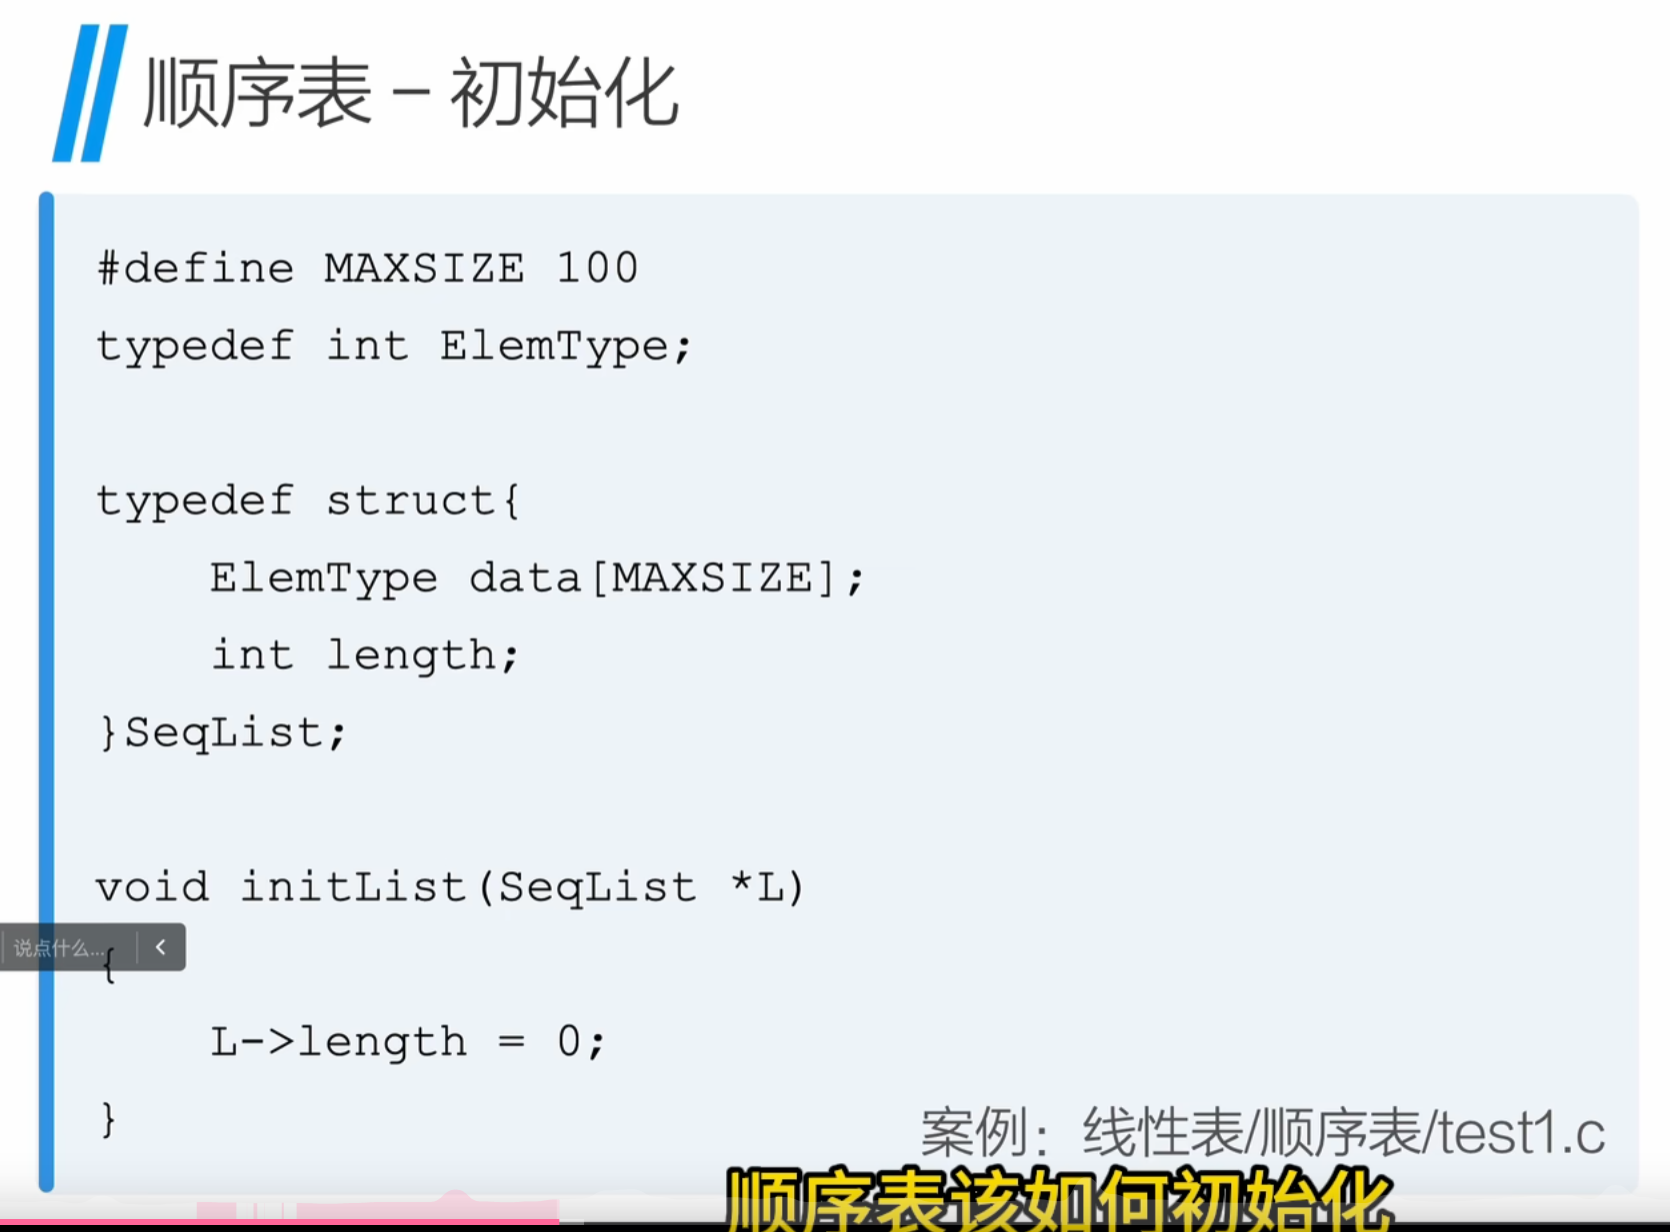 顺序表 – 初始化
#define MAXSIZE 100
typedef int ElemType;
typedef struct{
ElemType data[MAXSIZE];
int length;
}SeqList;
void initList(SeqList *L)
说点什么...
{
L->length = 0;
}
案例：线性表/顺序表/test1.c
顺序表该如何初始化